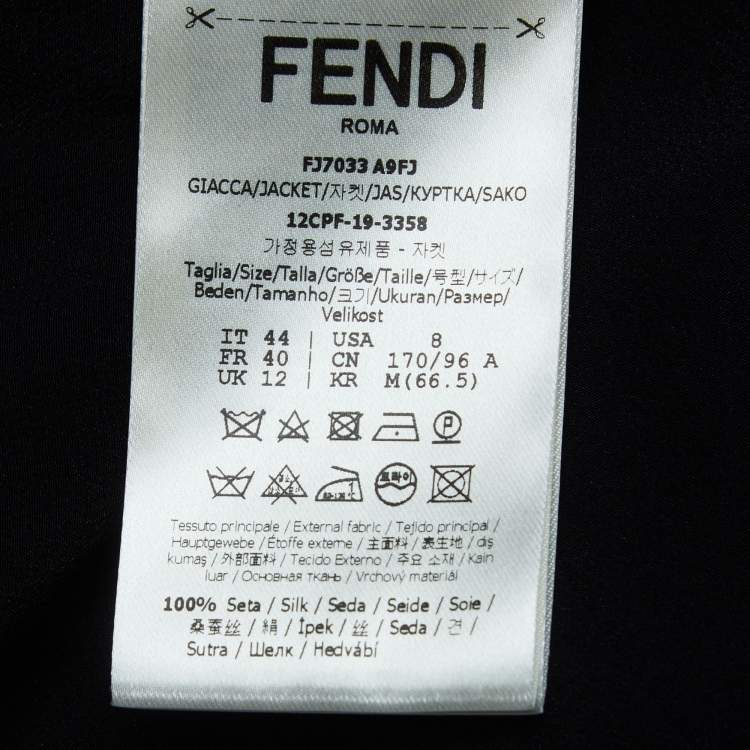 FENDI
ROMA
FJ7033 A9FJ
GIACCA/JACKET/자켓/JAS/КУРТКА/SAKO
12CPF-19-3358
가정용섬유제품 - 자켓
Taglia/Size/Talla/Größe/Taille/号型/サイズ/
Beden/Tamanho/크기/Ukuran/Размер/
Velikost
IT 44 | USA 8
FR 40 | CN 170/96 A
UK 12 | KR M(66.5)
P
드라이
Tessuto principale / External fabric / Tejido principal /
Hauptgewebe / Étoffe externe / 主面料 / 表生地 / dış
kumaş / 外部面料 / Tecido Externo / 주요 소재 / Kain
luar / Основная ткань / Vrchový materiál
100% Seta / Silk / Seda / Seide / Soie /
桑蚕丝 / 絹 / İpek / 丝 / Seda / 견 /
Sutra / Шелк / Hedvábí